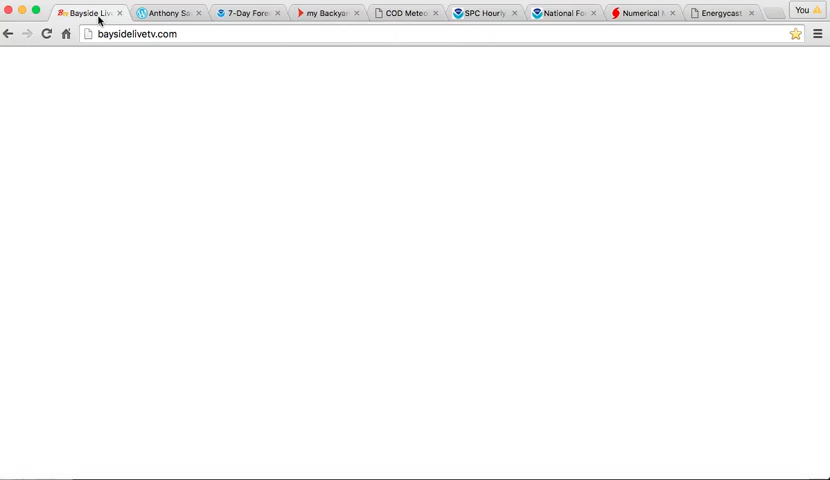 Bayside Liv
Anthony Sa
7-Day Fore
my Backyar
COD Meteo
SPC Hourly
National Fo
Numerical M
Energycast
You
baysidelivetv.com